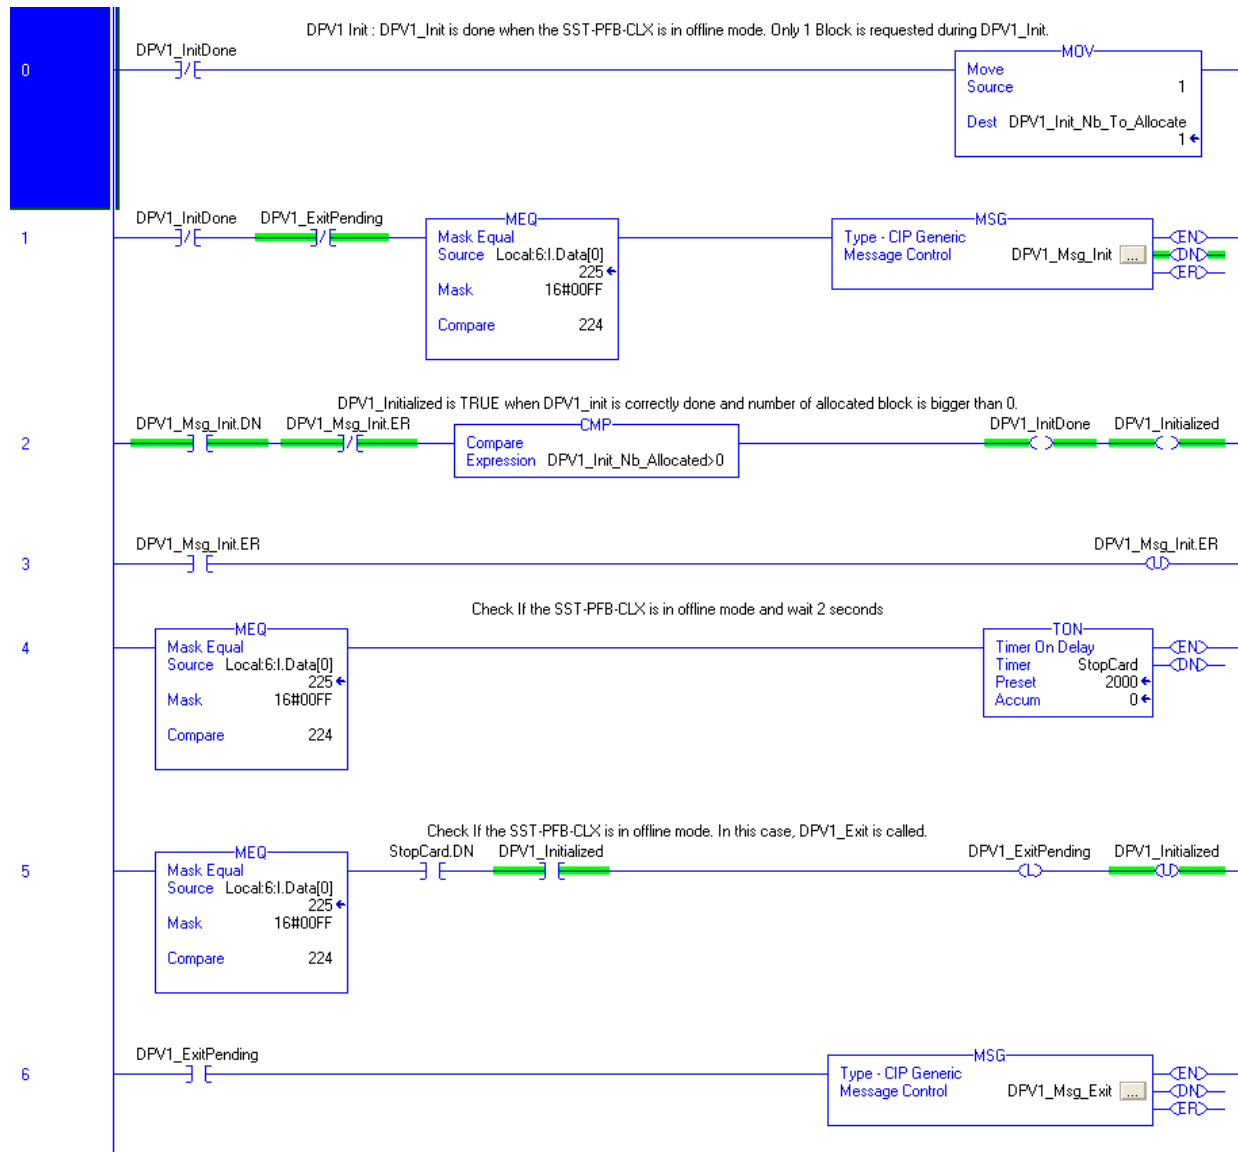 DPV1 Init : DPV1_Init is done when the SST-PFB-CLX is in offline mode. Only 1 Block is requested during DPV1_Init.
DPV1_InitDone
0
MOV
Move
Source 1
Dest DPV1_Init_Nb_To_Allocate
1
DPV1_InitDone DPV1_ExitPending
1
MEQ
Mask Equal
Source Local:6:I.Data[0]
225
Mask 16#00FF
Compare 224
MSG
Type - CIP Generic
Message Control DPV1_Msg_Init ...
EN
DN
ER
DPV1_Initialized is TRUE when DPV1_init is correctly done and number of allocated block is bigger than 0.
DPV1_Msg_Init.DN DPV1_Msg_Init.ER
2
CMP
Compare
Expression DPV1_Init_Nb_Allocated>0
DPV1_InitDone DPV1_Initialized
DPV1_Msg_Init.ER
3
DPV1_Msg_Init.ER
U
Check If the SST-PFB-CLX is in offline mode and wait 2 seconds
4
MEQ
Mask Equal
Source Local:6:I.Data[0]
225
Mask 16#00FF
Compare 224
TON
Timer On Delay
Timer StopCard
Preset 2000
Accum 0
EN
DN
Check If the SST-PFB-CLX is in offline mode. In this case, DPV1_Exit is called.
5
MEQ
Mask Equal
Source Local:6:I.Data[0]
225
Mask 16#00FF
Compare 224
StopCard.DN DPV1_Initialized
DPV1_ExitPending DPV1_Initialized
L U
DPV1_ExitPending
6
MSG
Type - CIP Generic
Message Control DPV1_Msg_Exit ...
EN
DN
ER